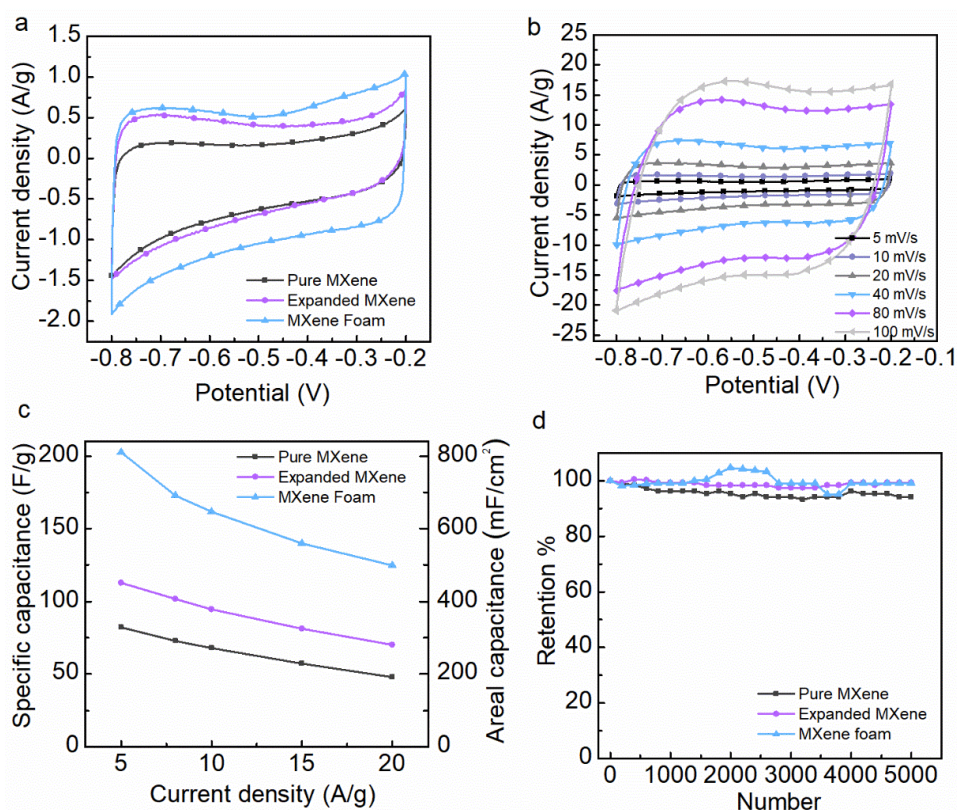 a
Current density (A/g)
1.5
1.0
0.5
0.0
-0.5
-1.0
-1.5
-2.0
Pure MXene
Expanded MXene
MXene Foam
-0.8 -0.7 -0.6 -0.5 -0.4 -0.3 -0.2
Potential (V)
b
Current density (A/g)
25
20
15
10
5
0
-5
-10
-15
-20
-25
5 mV/s
10 mV/s
20 mV/s
40 mV/s
80 mV/s
100 mV/s
-0.8 -0.7 -0.6 -0.5 -0.4 -0.3 -0.2 -0.1
Potential (V)
c
Specific capacitance (F/g)
200
150
100
50
0
Pure MXene
Expanded MXene
MXene Foam
800
600
400
200
0
Areal capacitance (mF/cm²)
5 10 15 20
Current density (A/g)
d
Retention %
100
80
60
40
20
0
Pure MXene
Expanded MXene
MXene foam
0 1000 2000 3000 4000 5000
Number